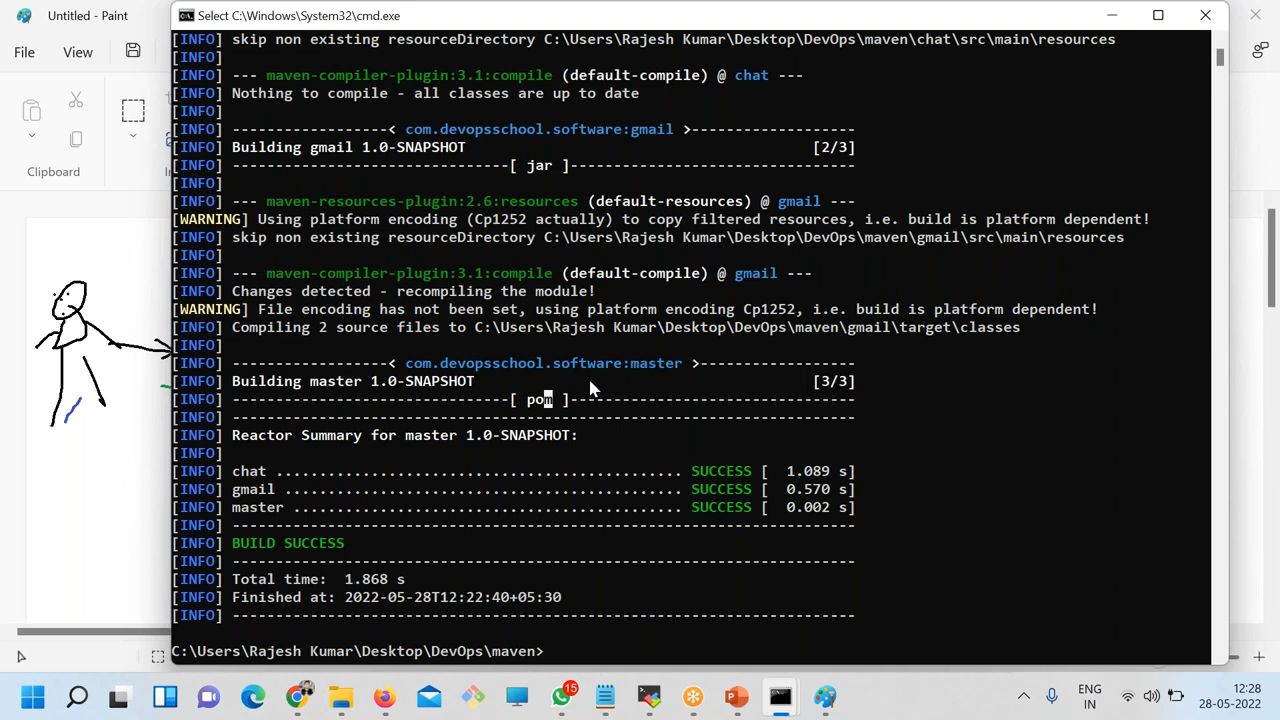 Untitled - Paint
Select C:\Windows\System32\cmd.exe
File View
Clipboard
[INFO] skip non existing resourceDirectory C:\Users\Rajesh Kumar\Desktop\DevOps\maven\chat\src\main\resources
[INFO]
[INFO] --- maven-compiler-plugin:3.1:compile (default-compile) @ chat ---
[INFO] Nothing to compile - all classes are up to date
[INFO]
[INFO] ------------------< com.devopsschool.software:gmail >-------------------
[INFO] Building gmail 1.0-SNAPSHOT [2/3]
[INFO] --------------------------------[ jar ]---------------------------------
[INFO]
[INFO] --- maven-resources-plugin:2.6:resources (default-resources) @ gmail ---
[WARNING] Using platform encoding (Cp1252 actually) to copy filtered resources, i.e. build is platform dependent!
[INFO] skip non existing resourceDirectory C:\Users\Rajesh Kumar\Desktop\DevOps\maven\gmail\src\main\resources
[INFO]
[INFO] --- maven-compiler-plugin:3.1:compile (default-compile) @ gmail ---
[INFO] Changes detected - recompiling the module!
[WARNING] File encoding has not been set, using platform encoding Cp1252, i.e. build is platform dependent!
[INFO] Compiling 2 source files to C:\Users\Rajesh Kumar\Desktop\DevOps\maven\gmail\target\classes
[INFO]
[INFO] ------------------< com.devopsschool.software:master >------------------
[INFO] Building master 1.0-SNAPSHOT [3/3]
[INFO] --------------------------------[ pom ]---------------------------------
[INFO] ------------------------------------------------------------------------
[INFO] Reactor Summary for master 1.0-SNAPSHOT:
[INFO]
[INFO] chat ............................................... SUCCESS [  1.089 s]
[INFO] gmail .............................................. SUCCESS [  0.570 s]
[INFO] master ............................................. SUCCESS [  0.002 s]
[INFO] ------------------------------------------------------------------------
[INFO] BUILD SUCCESS
[INFO] ------------------------------------------------------------------------
[INFO] Total time:  1.868 s
[INFO] Finished at: 2022-05-28T12:22:40+05:30
[INFO] ------------------------------------------------------------------------
C:\Users\Rajesh Kumar\Desktop\DevOps\maven>
15
ENG
IN
12:28
28-05-2022